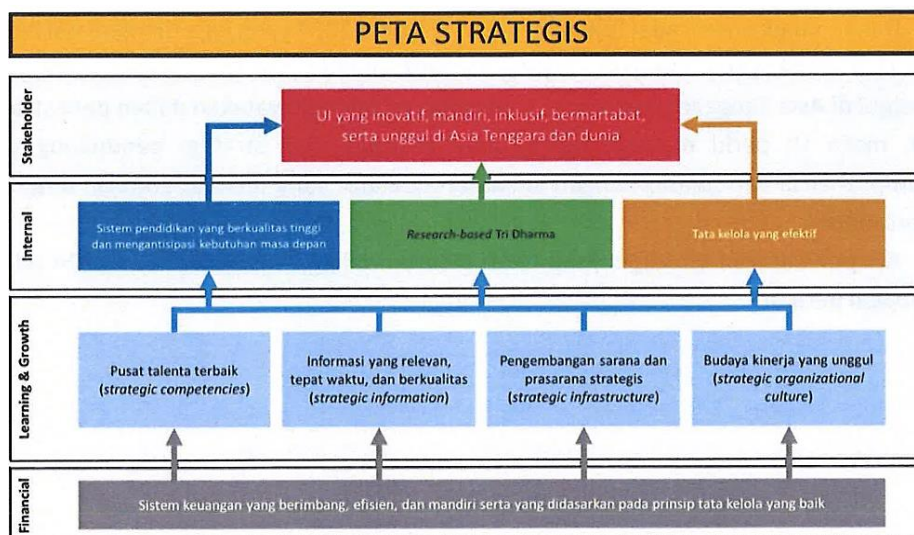 PETA STRATEGIS
Stakeholder
UI yang inovatif, mandiri, inklusif, bermartabat,
serta unggul di Asia Tenggara dan dunia
Internal
Sistem pendidikan yang berkualitas tinggi
dan mengantisipasi kebutuhan masa depan
Research-based Tri Dharma
Tata kelola yang efektif
Learning & Growth
Pusat talenta terbaik
(strategic competencies)
Informasi yang relevan,
tepat waktu, dan berkualitas
(strategic information)
Pengembangan sarana dan
prasarana strategis
(strategic infrastructure)
Budaya kinerja yang unggul
(strategic organizational
culture)
Financial
Sistem keuangan yang berimbang, efisien, dan mandiri serta yang didasarkan pada prinsip tata kelola yang baik